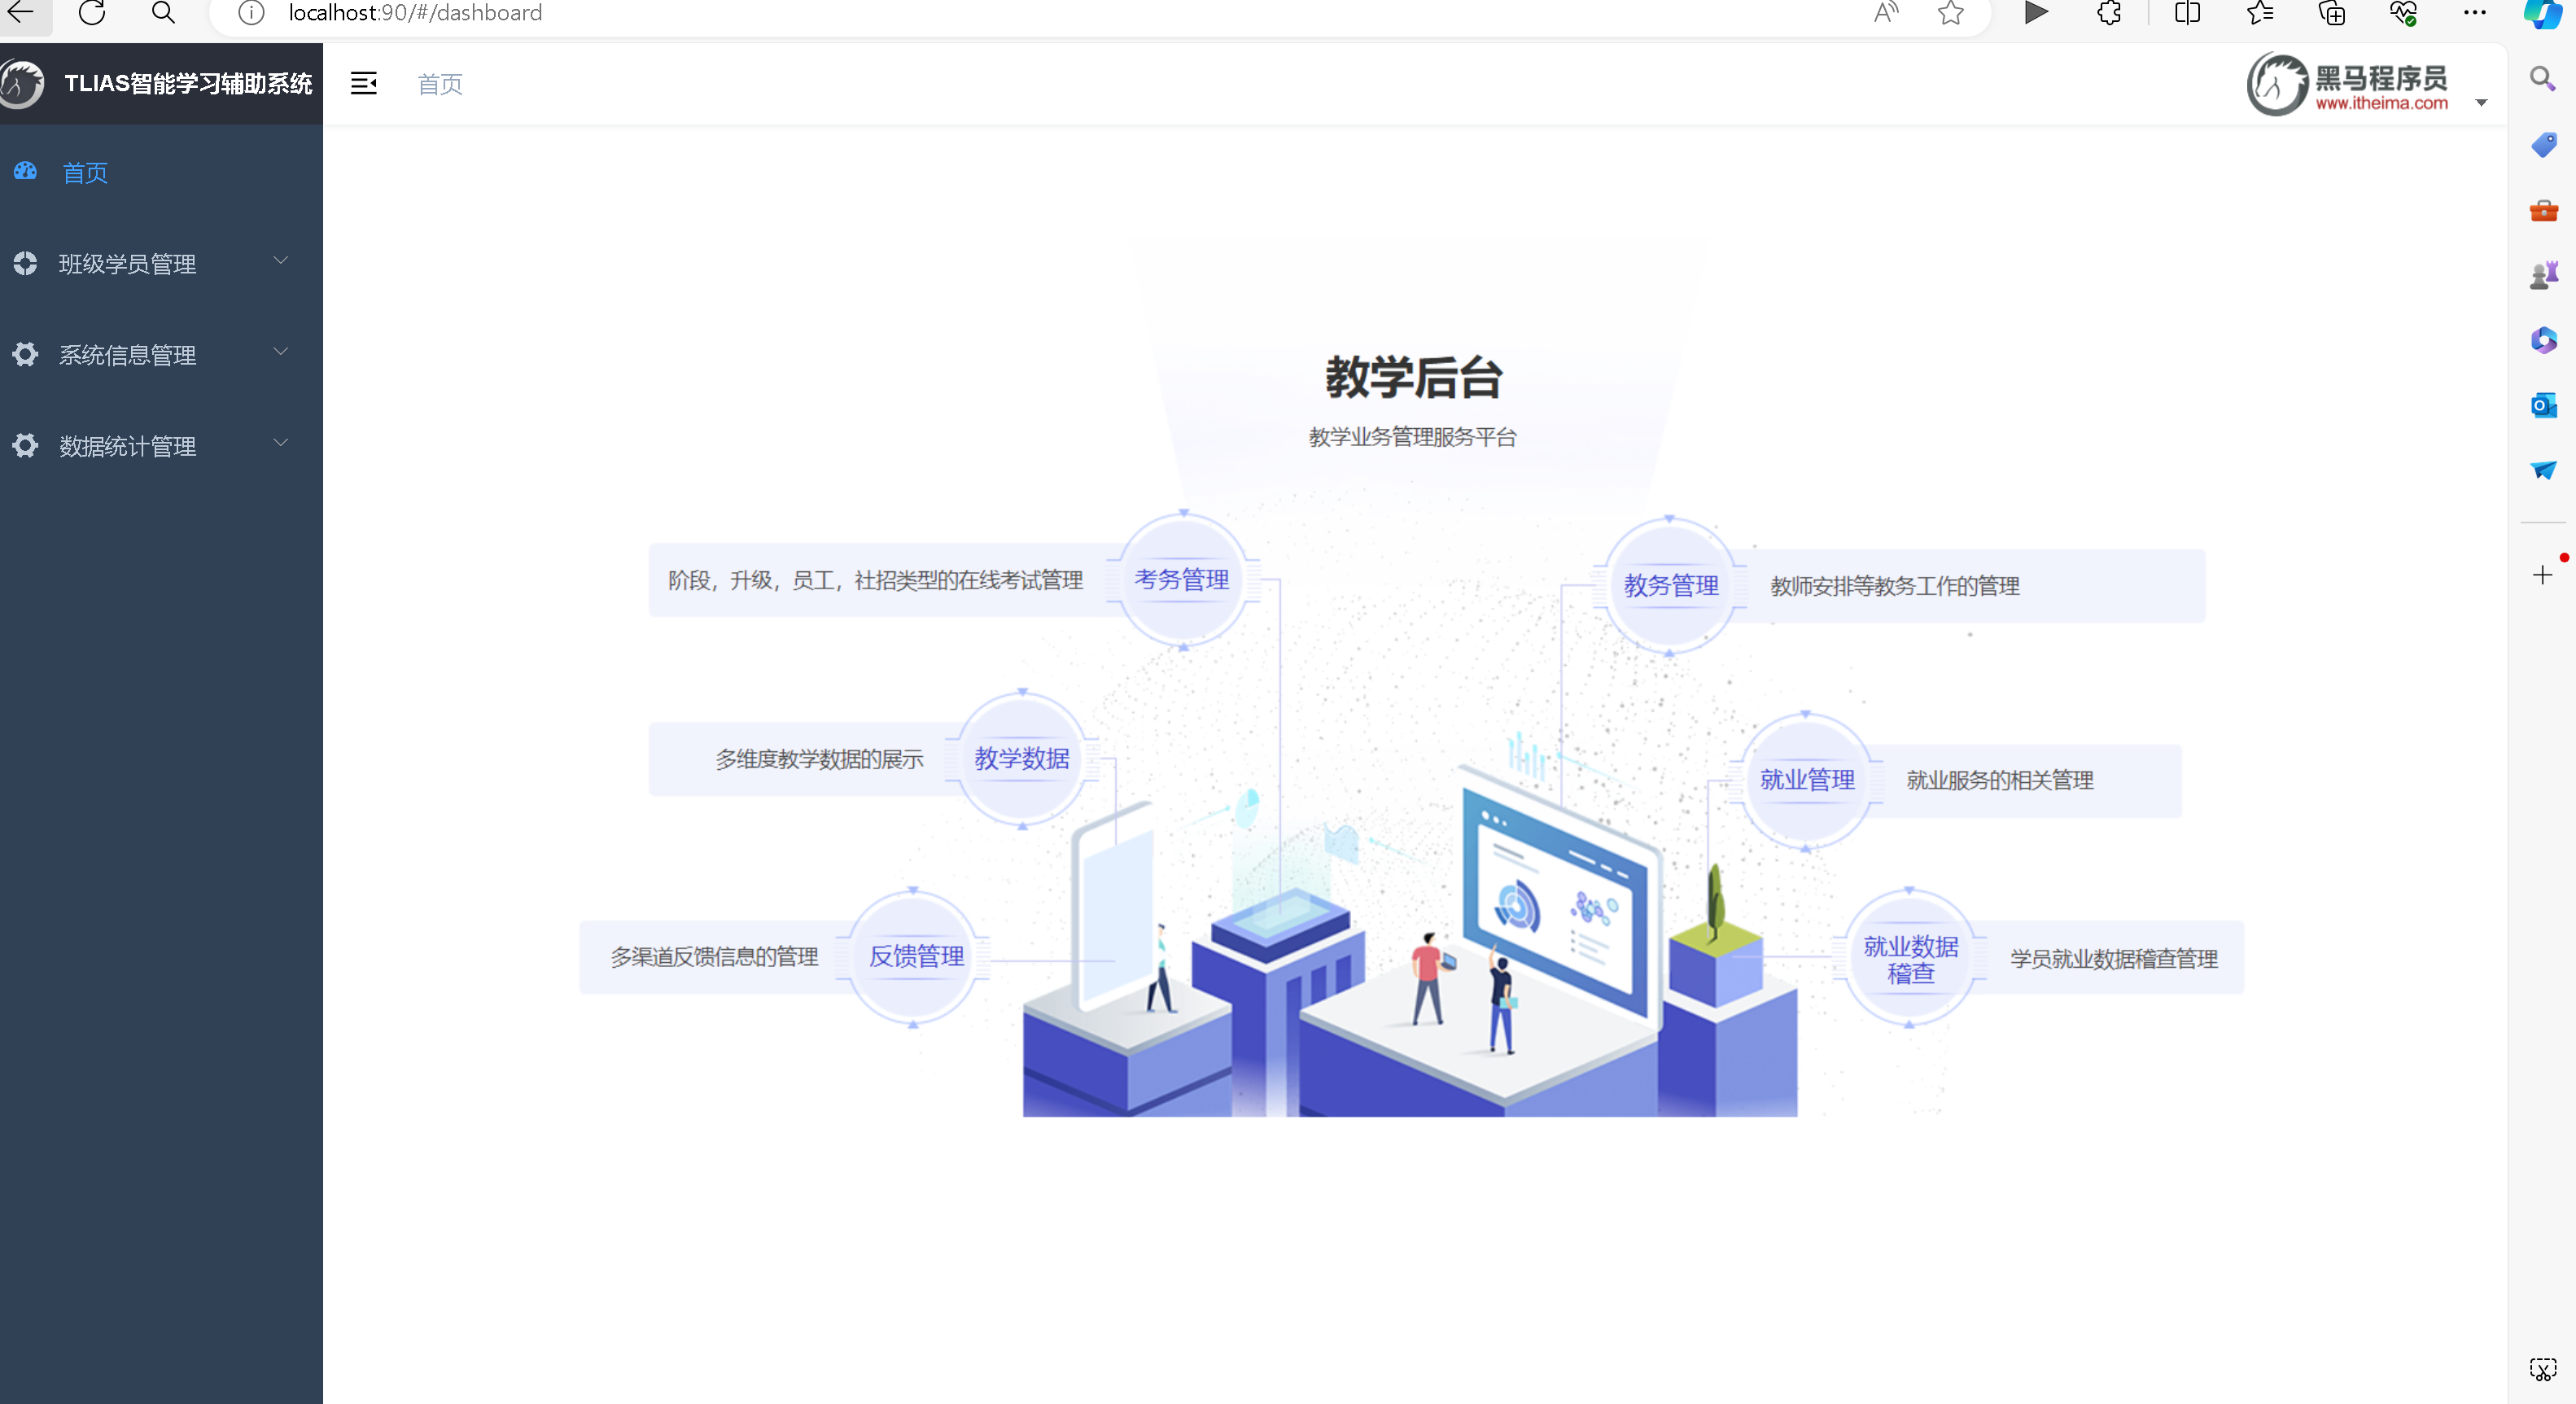 localhost:90/#/dashboard
TLIAS智能学习辅助系统
首页
黑马程序员
www.itheima.com
首页
班级学员管理
系统信息管理
数据统计管理
教学后台
教学业务管理服务平台
阶段，升级，员工，社招类型的在线考试管理
考务管理
教务管理
教师安排等教务工作的管理
多维度教学数据的展示
教学数据
就业管理
就业服务的相关管理
多渠道反馈信息的管理
反馈管理
就业数据
稽查
学员就业数据稽查管理